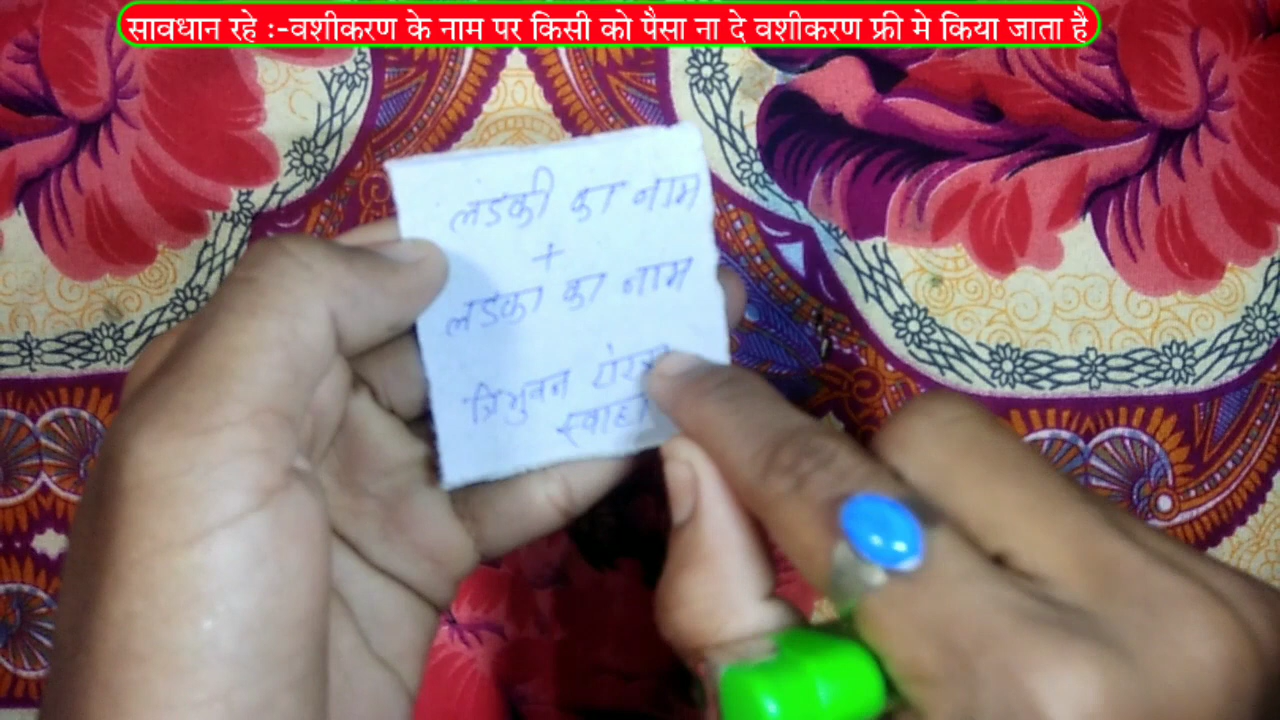 सावधान रहे :-वशीकरण के नाम पर किसी को पैसा ना दे वशीकरण फ्री मे किया जाता है
लडकी का नाम
+
लडका का नाम
त्रिभुवन
स्वाहा